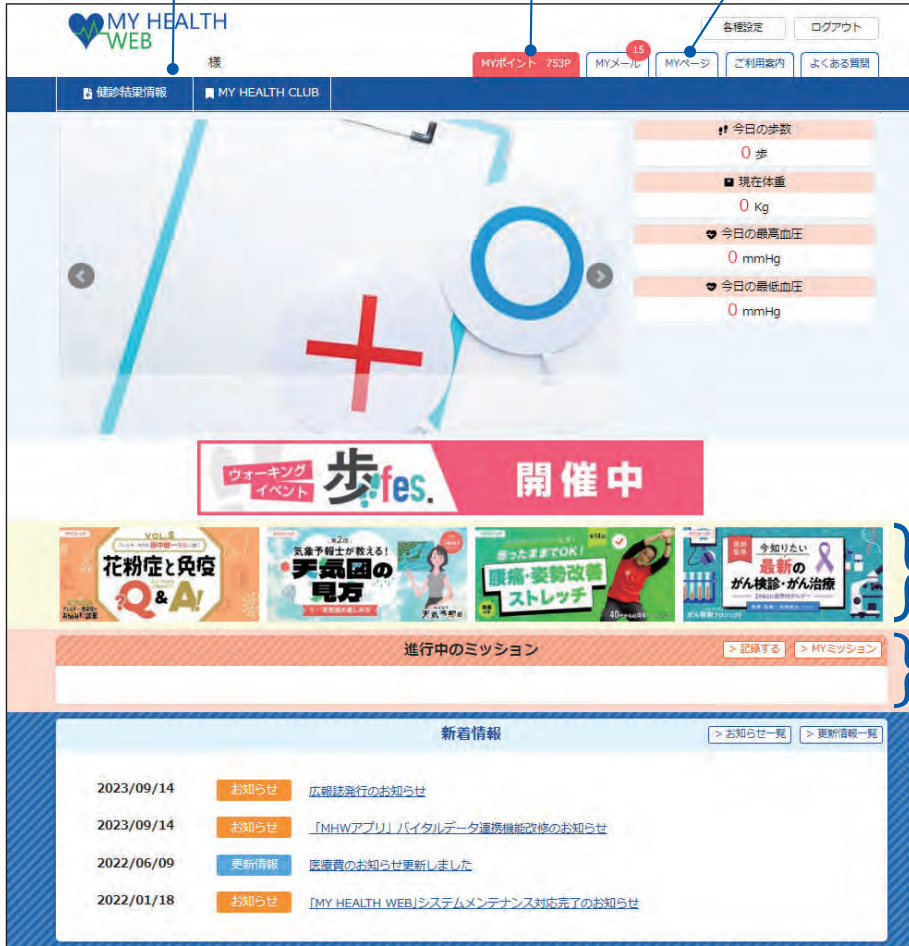 MY HEALTH
WEB
各種設定
ログアウト
様
MYポイント 753P
MYメール
15
MYページ
ご利用案内
よくある質問
健診結果情報
MY HEALTH CLUB
今日の歩数
0 歩
現在体重
0 Kg
今日の最高血圧
0 mmHg
今日の最低血圧
0 mmHg
ウォーキング
イベント
歩fes.
開催中
VOL.5
花粉症と免疫
Q&A!
第2回
気象予報士が教える!
天気図の
見方
座ったままでOK!
腰痛・姿勢改善
ストレッチ
今知りたい
最新の
がん検診・がん治療
進行中のミッション
> 記録する
> MYミッション
新着情報
> お知らせ一覧
> 更新情報一覧
2023/09/14 お知らせ 広報誌発行のお知らせ
2023/09/14 お知らせ 「MHWアプリ」バイタルデータ連携機能改修のお知らせ
2022/06/09 更新情報 医療費のお知らせ更新しました
2022/01/18 お知らせ 「MY HEALTH WEB」システムメンテナンス対応完了のお知らせ